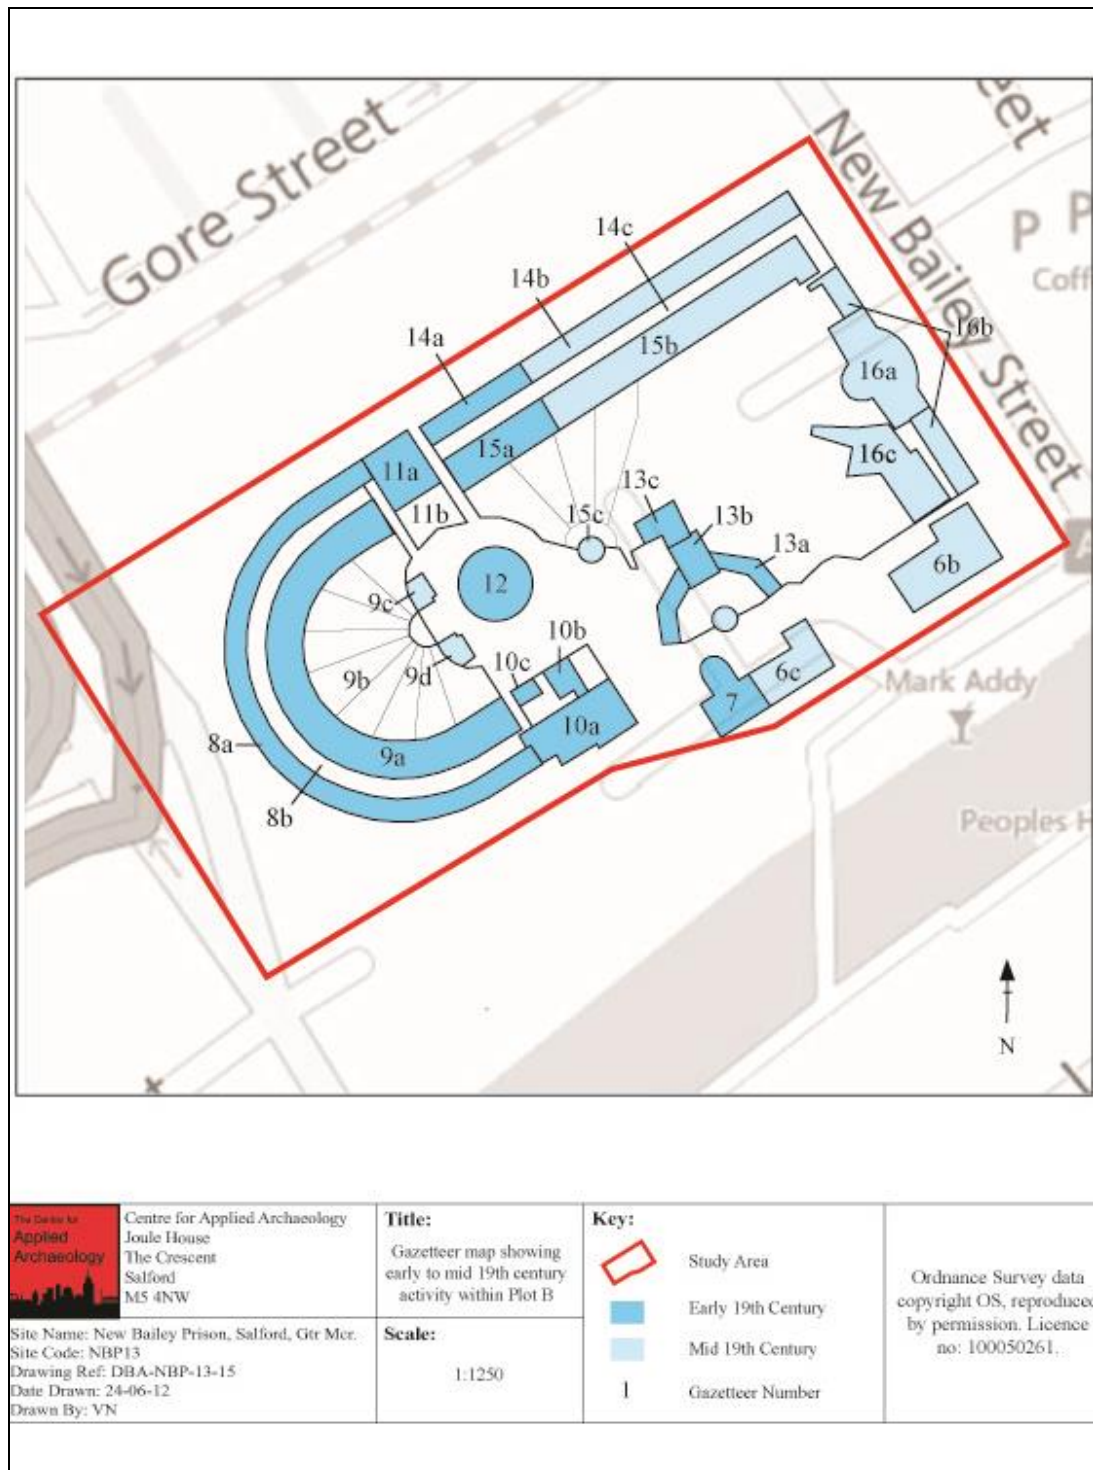 Gore Street
New Bailey Street
eet
P P
Coff
14c
14b
14a
15b
16b
16a
15a
16c
11a
11b
13c
15c
13b
13a
12
6b
9c
10b
10c
9d
9b
6c
Mark Addy
7
10a
8a
9a
8b
Peoples H
N
The Centre for
Applied
Archaeology
Centre for Applied Archaeology
Joule House
The Crescent
Salford
M5 4NW
Title:
Gazetteer map showing
early to mid 19th century
activity within Plot B
Key:
Study Area
Early 19th Century
Mid 19th Century
1 Gazetteer Number
Ordnance Survey data
copyright OS, reproduced
by permission. Licence
no: 100050261.
Site Name: New Bailey Prison, Salford, Gtr Mcr.
Site Code: NBP13
Drawing Ref: DBA-NBP-13-15
Date Drawn: 24-06-12
Drawn By: VN
Scale:
1:1250